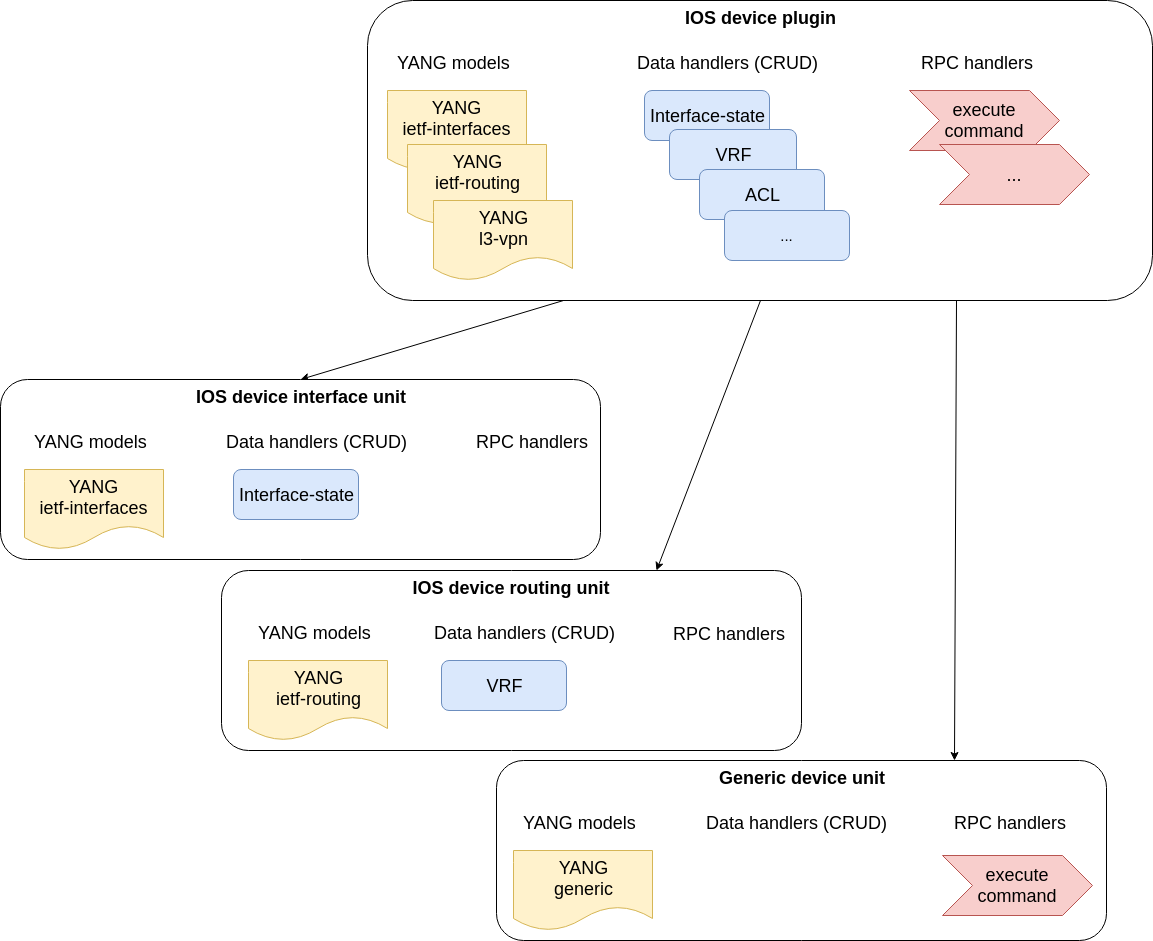 IOS device plugin
YANG models
Data handlers (CRUD)
RPC handlers
YANG
ietf-interfaces
YANG
ietf-routing
YANG
l3-vpn
Interface-state
VRF
ACL
...
execute
command
...
IOS device interface unit
YANG models
Data handlers (CRUD)
RPC handlers
YANG
ietf-interfaces
Interface-state
IOS device routing unit
YANG models
Data handlers (CRUD)
RPC handlers
YANG
ietf-routing
VRF
Generic device unit
YANG models
Data handlers (CRUD)
RPC handlers
YANG
generic
execute
command